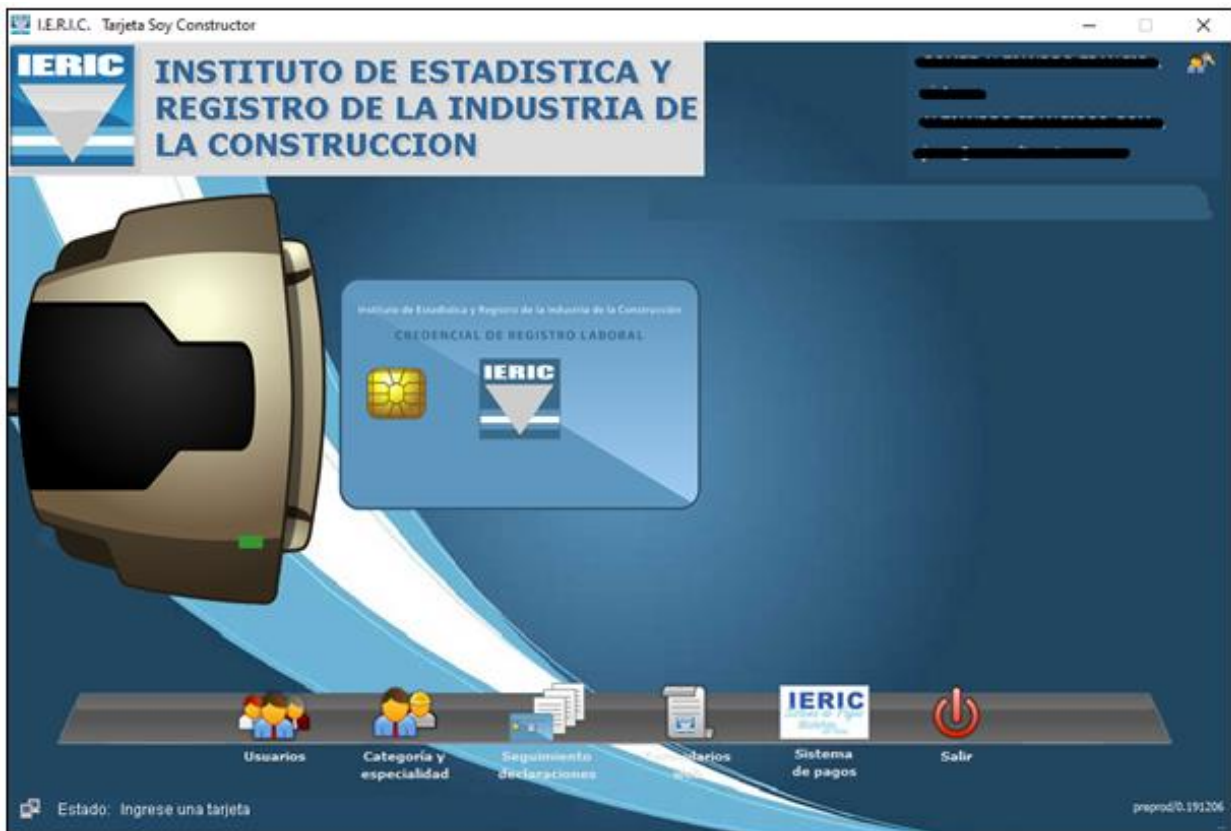 I.E.R.I.C. Tarjeta Soy Constructor
IERIC
INSTITUTO DE ESTADISTICA Y
REGISTRO DE LA INDUSTRIA DE
LA CONSTRUCCION
Instituto de Estadística y Registro de la Industria de la Construcción
CREDENCIAL DE REGISTRO LABORAL
IERIC
IERIC
Usuarios
Categoría y
especialidad
Seguimiento
declaraciones
Sistema
de pagos
Salir
Estado: Ingrese una tarjeta
preprod/0.191206